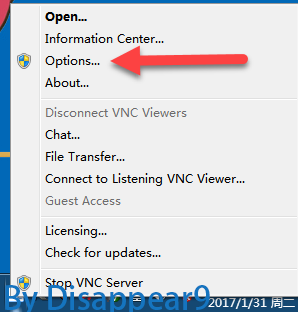 Open...
Information Center...
Options...
About...
Disconnect VNC Viewers
Chat...
File Transfer...
Connect to Listening VNC Viewer...
Guest Access
Licensing...
Check for updates...
Stop VNC Server
By Disappear9
2017/1/31 周二